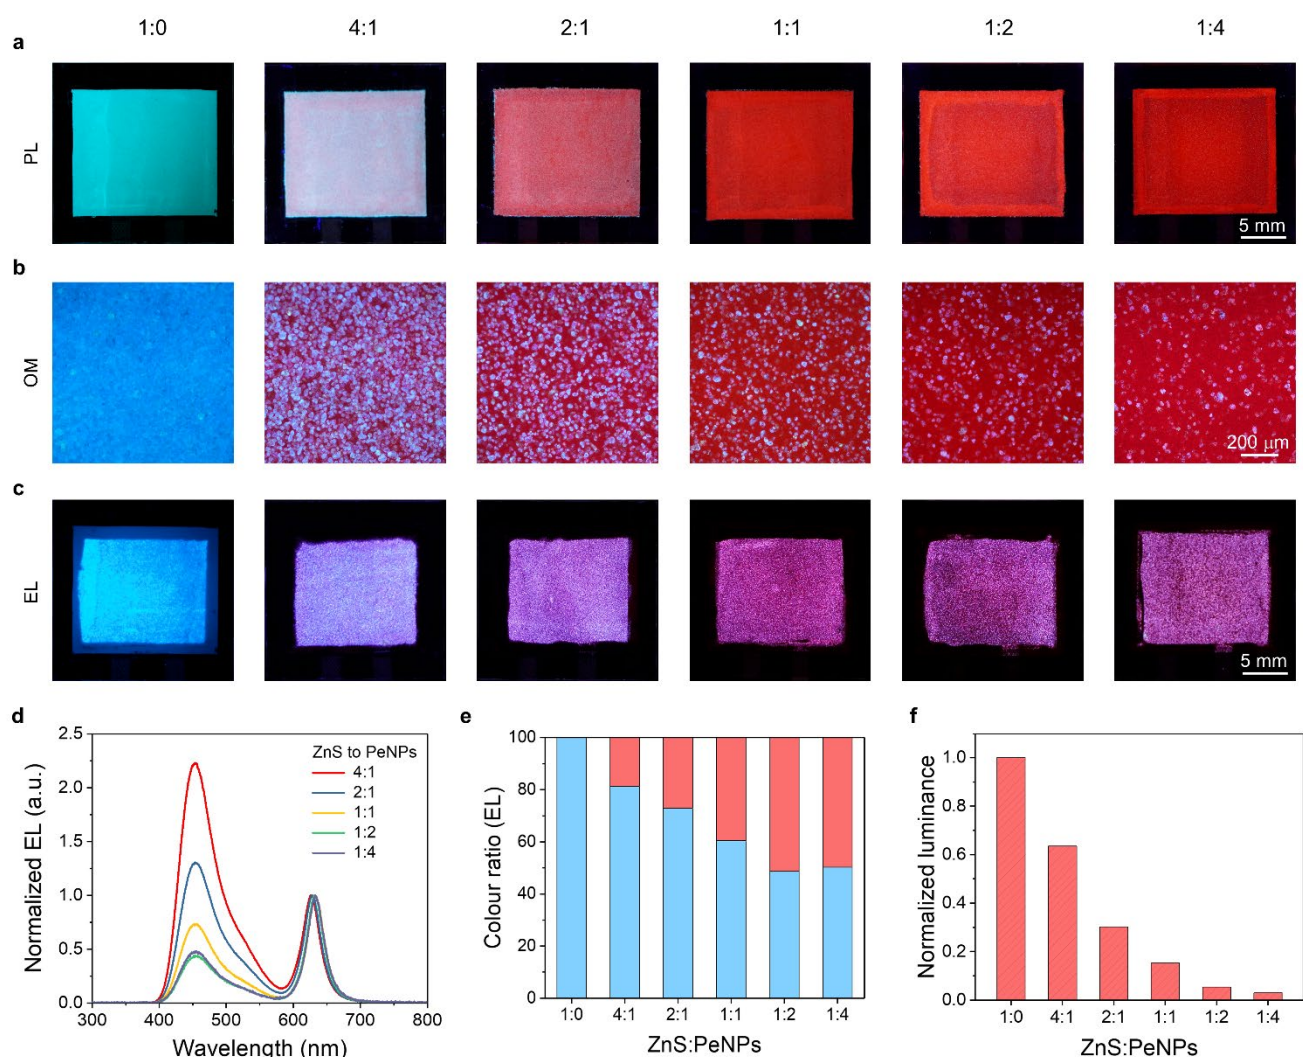 1:0 4:1 2:1 1:1 1:2 1:4
a
PL
5 mm
b
OM
200 μm
c
EL
5 mm
d
2.5
2.0
1.5
1.0
0.5
0.0
Normalized EL (a.u.)
ZnS to PeNPs
4:1
2:1
1:1
1:2
1:4
300 400 500 600 700 800
Wavelength (nm)
e
100
80
60
40
20
0
Colour ratio (EL)
1:0 4:1 2:1 1:1 1:2 1:4
ZnS:PeNPs
f
1.0
0.8
0.6
0.4
0.2
0.0
Normalized luminance
1:0 4:1 2:1 1:1 1:2 1:4
ZnS:PeNPs